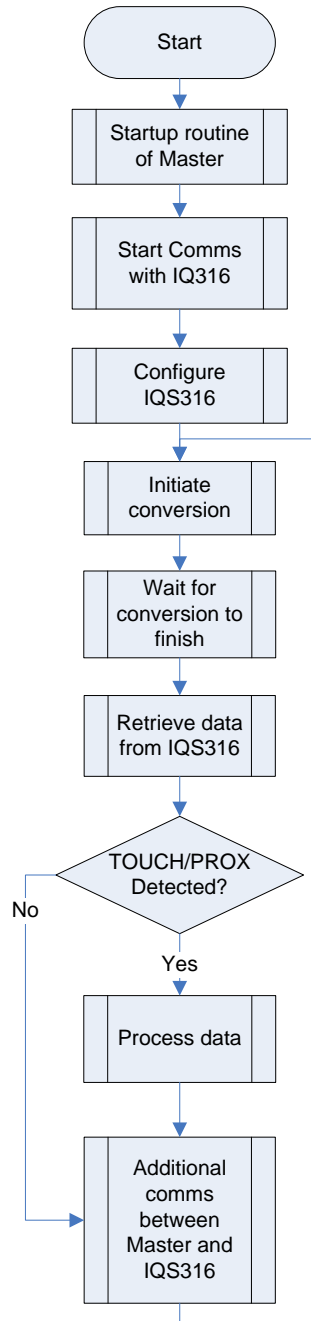 Start
Startup routine
of Master
Start Comms
with IQ316
Configure
IQS316
Initiate
conversion
Wait for
conversion to
finish
Retrieve data
from IQS316
TOUCH/PROX
Detected?
No
Yes
Process data
Additional
comms
between
Master and
IQS316